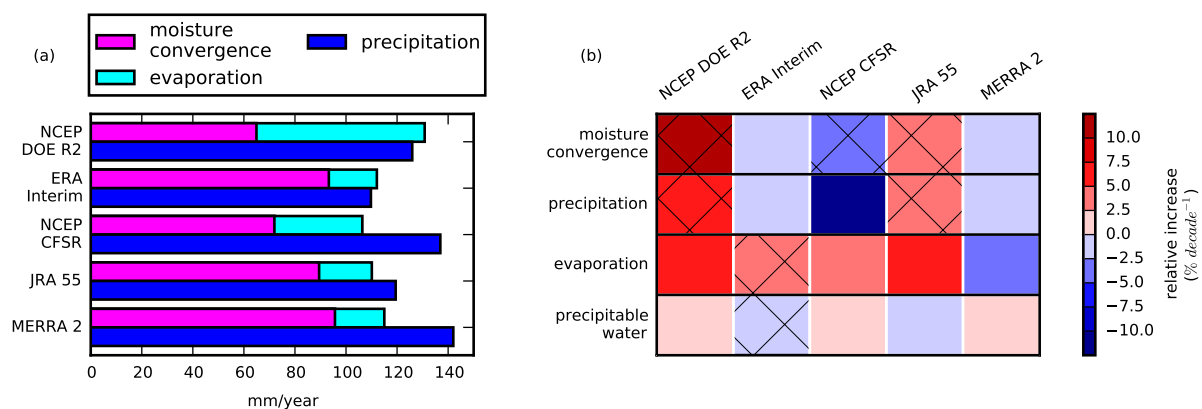 (a)
moisture
convergence
precipitation
evaporation
NCEP
DOE R2
ERA
Interim
NCEP
CFSR
JRA 55
MERRA 2
0 20 40 60 80 100 120 140
mm/year
(b)
NCEP DOE R2
ERA Interim
NCEP CFSR
JRA 55
MERRA 2
moisture
convergence
precipitation
evaporation
precipitable
water
10.0
7.5
5.0
2.5
0.0
−2.5
−5.0
−7.5
−10.0
relative increase
(% decade⁻¹)